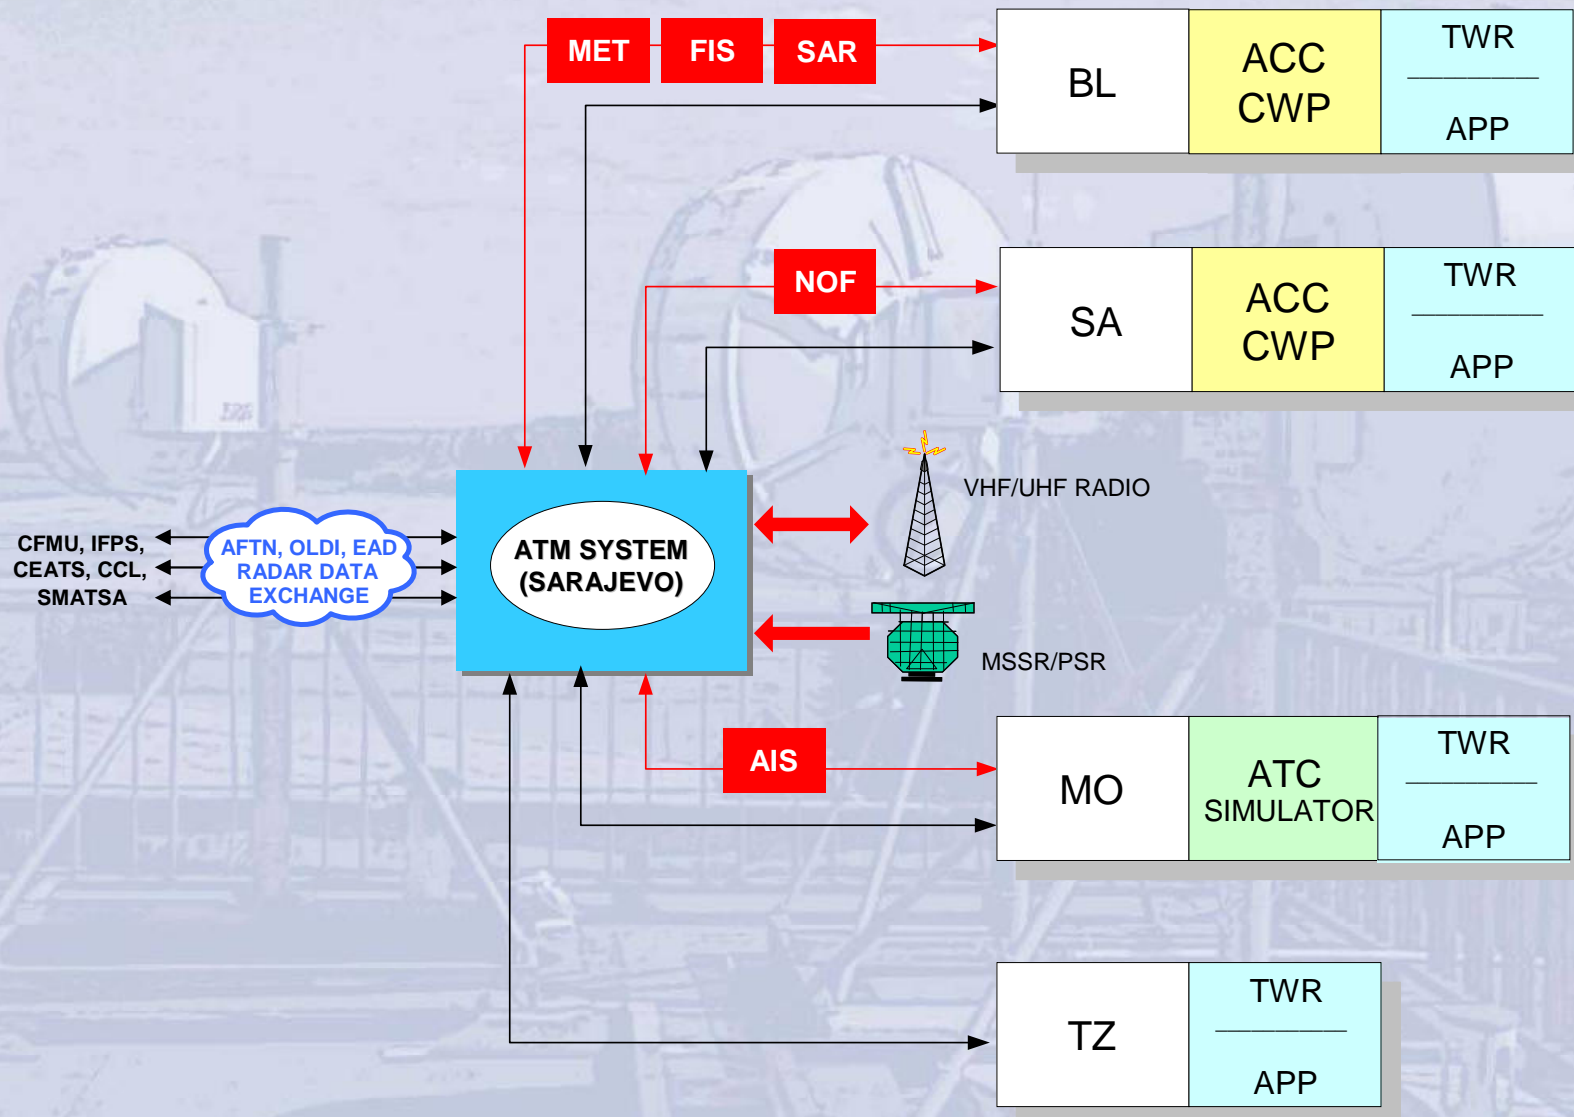 MET FIS SAR
BL
ACC
CWP
TWR
APP
NOF
SA
ACC
CWP
TWR
APP
VHF/UHF RADIO
CFMU, IFPS,
CEATS, CCL,
SMATSA
AFTN, OLDI, EAD
RADAR DATA
EXCHANGE
ATM SYSTEM
(SARAJEVO)
MSSR/PSR
AIS
MO
ATC
SIMULATOR
TWR
APP
TZ
TWR
APP